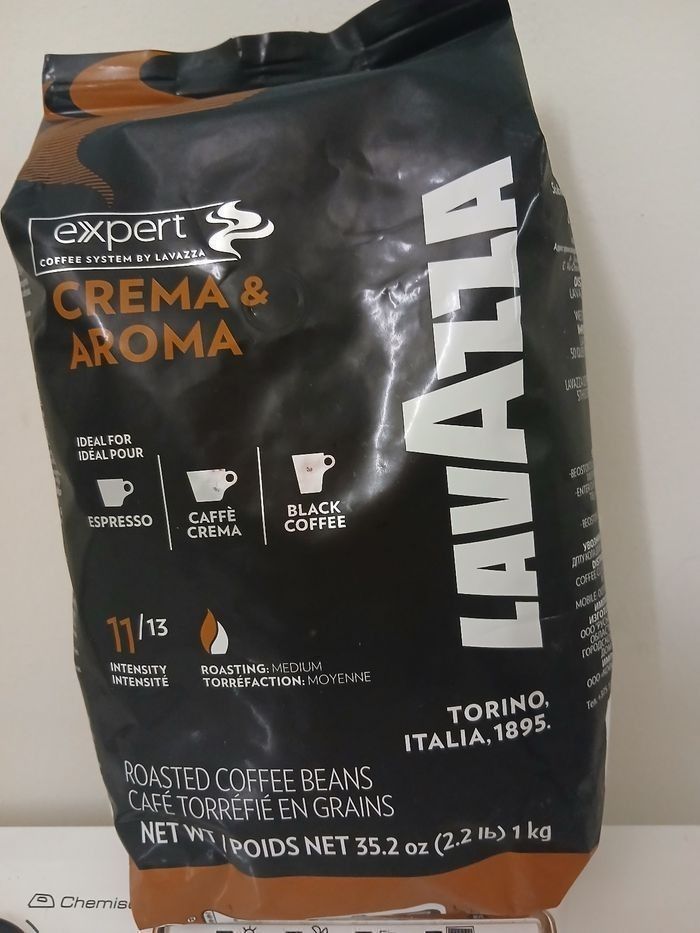 expert
COFFEE SYSTEM BY LAVAZZA
CREMA &
AROMA
LAVAZZA
IDEAL FOR
IDÉAL POUR
ESPRESSO
CAFFÈ
CREMA
BLACK
COFFEE
11/13
INTENSITY
INTENSITÉ
ROASTING: MEDIUM
TORRÉFACTION: MOYENNE
TORINO,
ITALIA, 1895.
ROASTED COFFEE BEANS
CAFÉ TORRÉFIÉ EN GRAINS
NET WT / POIDS NET 35.2 oz (2.2 lb) 1 kg